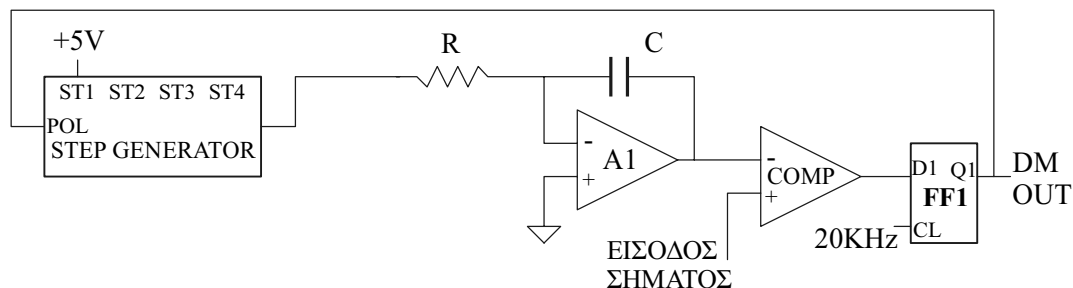 +5V
R
C
ST1 ST2 ST3 ST4
POL
STEP GENERATOR
-
A1
+
-
COMP
+
D1 Q1
FF1
CL
DM
OUT
20KHz
ΕΙΣΟΔΟΣ
ΣΗΜΑΤΟΣ